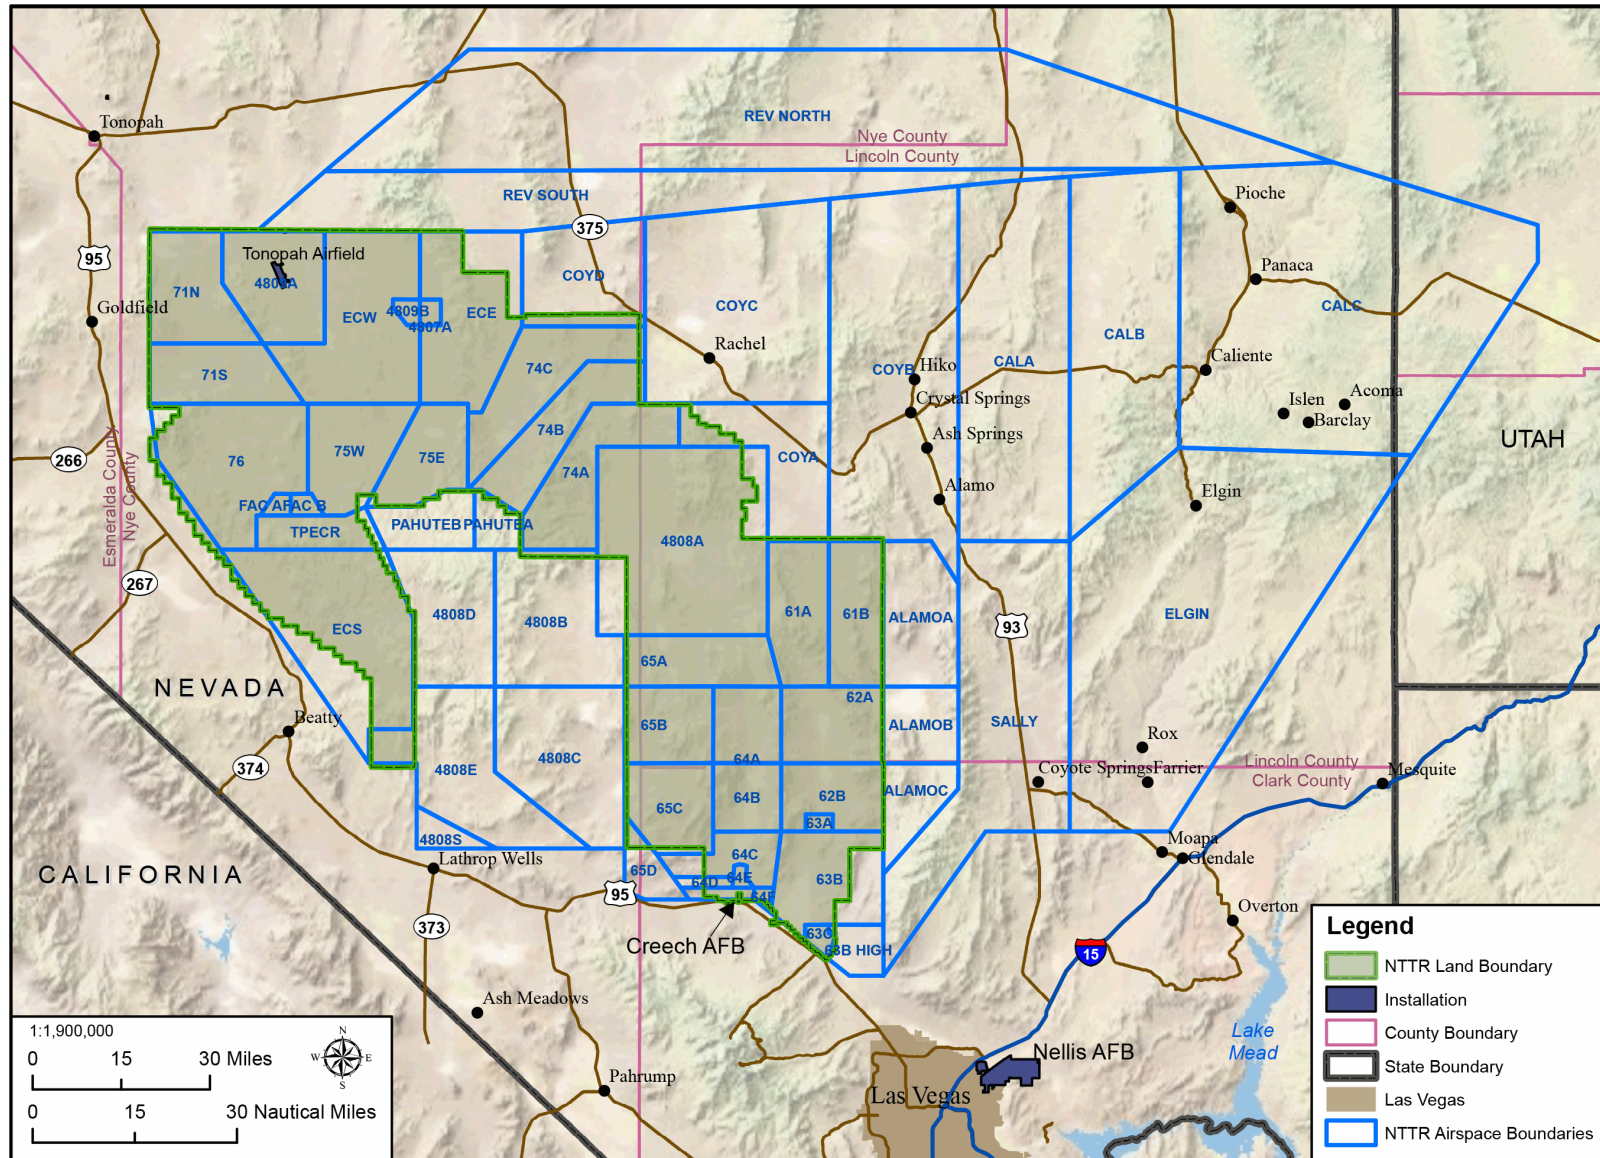 REV NORTH
Tonopah
Nye County
Lincoln County
REV SOUTH
Pioche
375
95
Tonopah Airfield
COYD
Panaca
71N
4809A
COYC
CALC
Goldfield
ECW
4809B
4807A
ECE
CALB
Rachel
Caliente
71S
74C
COYB
Hiko
CALA
Crystal Springs
Islen
Acoma
Barclay
74B
Ash Springs
UTAH
266
76
75W
75E
COYA
74A
Esmeralda County
Nye County
Alamo
Elgin
FAC A
FAC B
TPECR
PAHUTEB
PAHUTEA
4808A
267
4808D
4808B
61A
61B
ALAMOA
ELGIN
ECS
93
65A
NEVADA
62A
Beatty
65B
ALAMOB
SALLY
Rox
374
4808E
4808C
64A
Lincoln County
Clark County
Coyote Springs
Farrier
Mesquite
65C
64B
62B
ALAMOC
63A
4808S
Moapa
Lathrop Wells
64C
Glendale
CALIFORNIA
65D
64D
64E
63B
95
64F
Overton
373
63C
Creech AFB
63B HIGH
15
Ash Meadows
Lake
Mead
Nellis AFB
Pahrump
Las Vegas
1:1,900,000
N
W
E
S
0
15
30 Miles
0
15
30 Nautical Miles
Legend
NTTR Land Boundary
Installation
County Boundary
State Boundary
Las Vegas
NTTR Airspace Boundaries